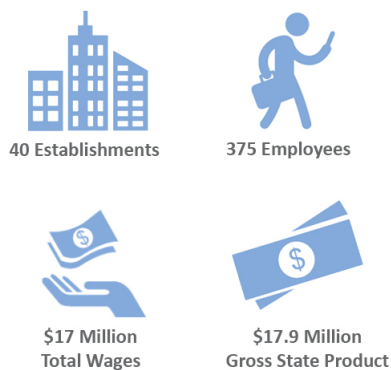 40 Establishments
375 Employees
$
$17 Million
Total Wages
$
$17.9 Million
Gross State Product